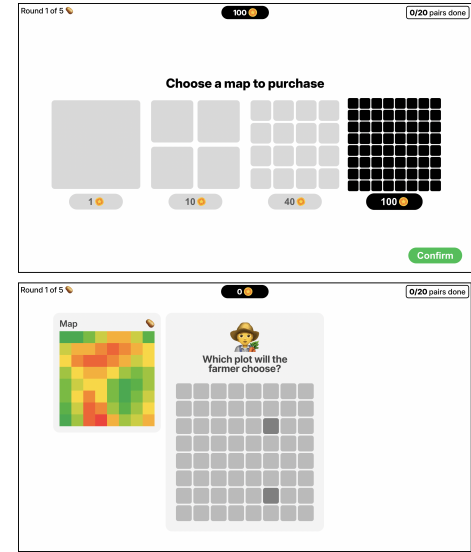 Round 1 of 5
100
0/20 pairs done
Choose a map to purchase
1
10
40
100
Confirm
Round 1 of 5
0
0/20 pairs done
Map
Which plot will the
farmer choose?